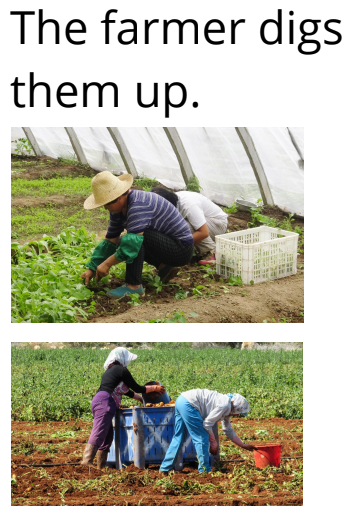 The farmer digs
them up.